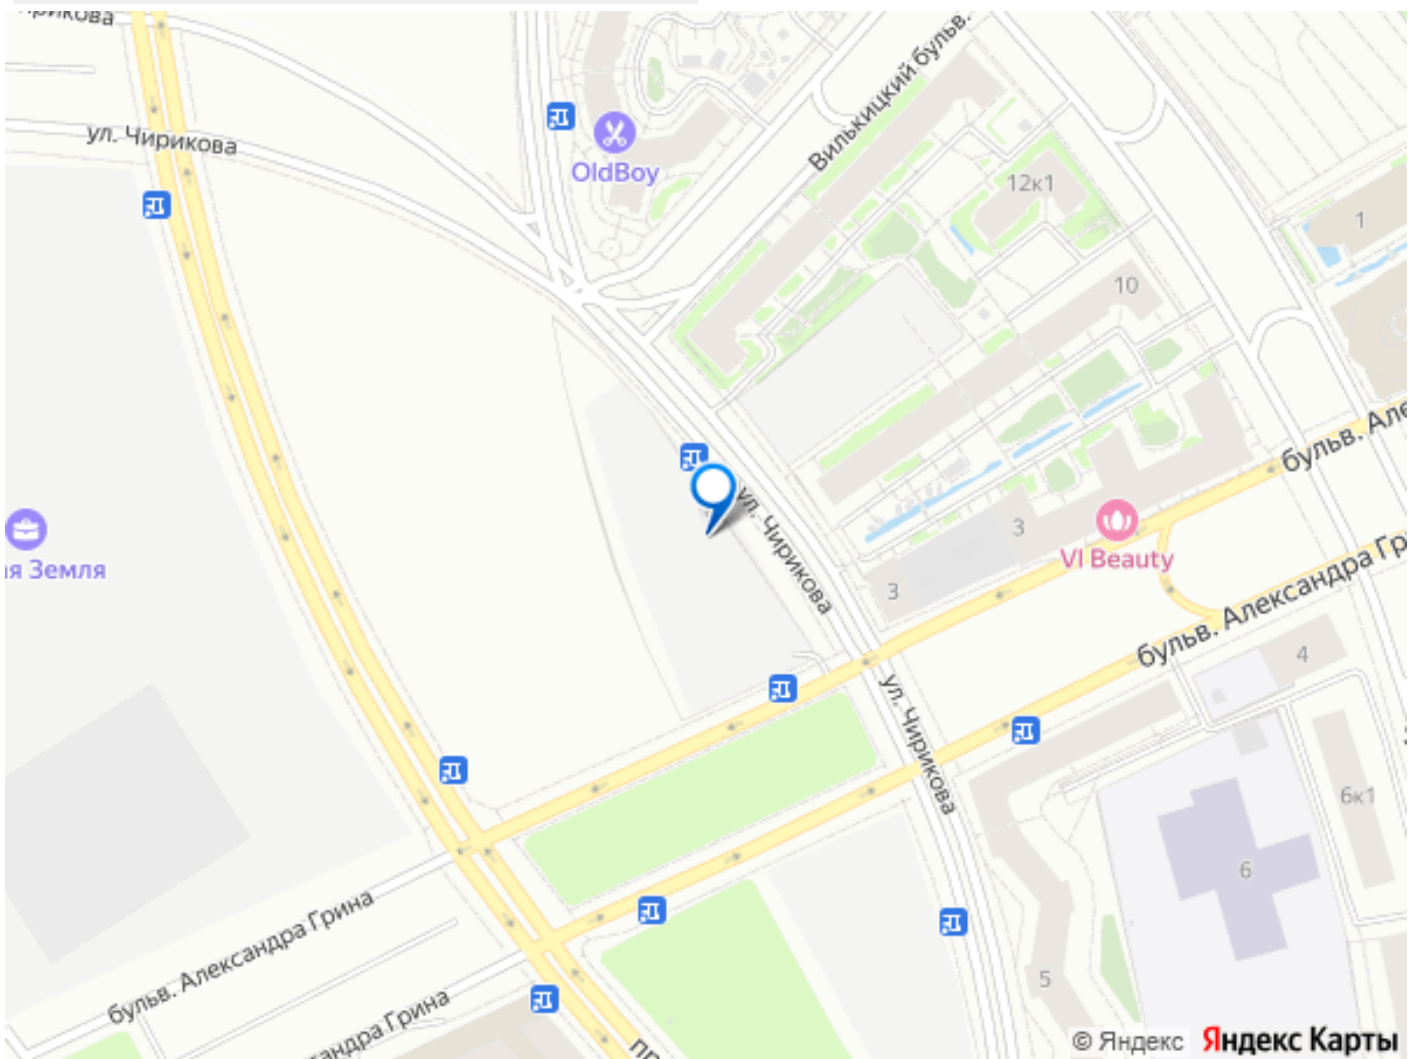 ул. Чирикова
OldBoy
Вилькицкий бульв.
12к1
1
10
бульв. Але
ул. Чирикова
3
VI Beauty
я Земля
3
бульв. Александра Гр
4
ул. Чирикова
6к1
6
5
бульв. Александра Грина
андра Грина
© Яндекс Яндекс Карты